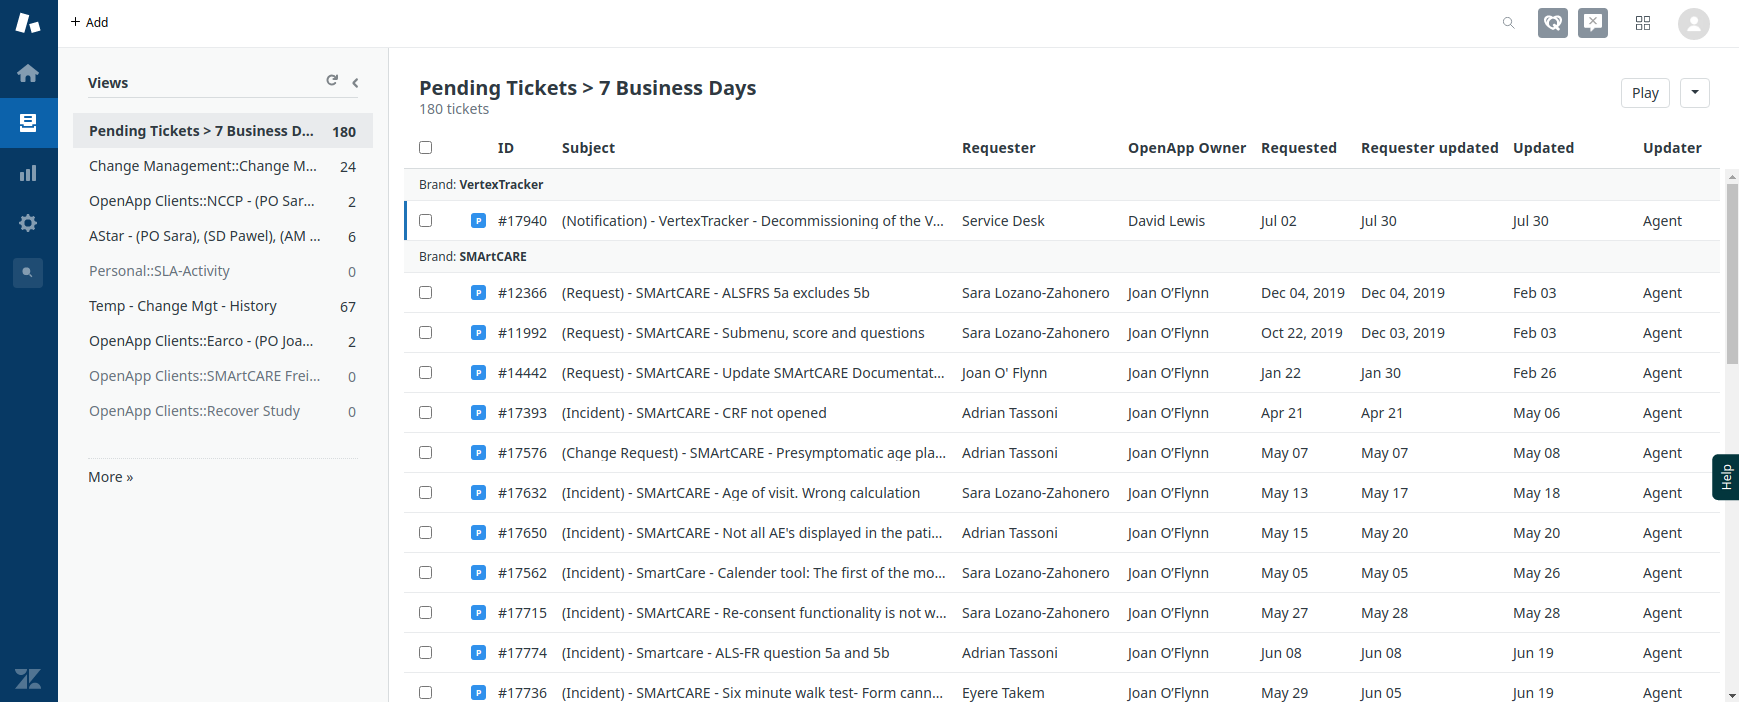 + Add
Views
Pending Tickets > 7 Business D... 180
Change Management::Change M... 24
OpenApp Clients::NCCP - (PO Sar... 2
AStar - (PO Sara), (SD Pawel), (AM ... 6
Personal::SLA-Activity 0
Temp - Change Mgt - History 67
OpenApp Clients::Earco - (PO Joa... 2
OpenApp Clients::SMArtCARE Frei... 0
OpenApp Clients::Recover Study 0
More »
Pending Tickets > 7 Business Days
180 tickets
Play
ID Subject Requester OpenApp Owner Requested Requester updated Updated Updater
Brand: VertexTracker
P #17940 (Notification) - VertexTracker - Decommissioning of the V... Service Desk David Lewis Jul 02 Jul 30 Jul 30 Agent
Brand: SMArtCARE
P #12366 (Request) - SMArtCARE - ALSFRS 5a excludes 5b Sara Lozano-Zahonero Joan O'Flynn Dec 04, 2019 Dec 04, 2019 Feb 03 Agent
P #11992 (Request) - SMArtCARE - Submenu, score and questions Sara Lozano-Zahonero Joan O'Flynn Oct 22, 2019 Dec 03, 2019 Feb 03 Agent
P #14442 (Request) - SMArtCARE - Update SMArtCARE Documentat... Joan O' Flynn Joan O'Flynn Jan 22 Jan 30 Feb 26 Agent
P #17393 (Incident) - SMArtCARE - CRF not opened Adrian Tassoni Joan O'Flynn Apr 21 Apr 21 May 06 Agent
P #17576 (Change Request) - SMArtCARE - Presymptomatic age pla... Adrian Tassoni Joan O'Flynn May 07 May 07 May 08 Agent
P #17632 (Incident) - SMArtCARE - Age of visit. Wrong calculation Sara Lozano-Zahonero Joan O'Flynn May 13 May 17 May 18 Agent
P #17650 (Incident) - SMArtCARE - Not all AE's displayed in the pati... Adrian Tassoni Joan O'Flynn May 15 May 20 May 20 Agent
P #17562 (Incident) - SmartCare - Calender tool: The first of the mo... Sara Lozano-Zahonero Joan O'Flynn May 05 May 05 May 26 Agent
P #17715 (Incident) - SMArtCARE - Re-consent functionality is not w... Sara Lozano-Zahonero Joan O'Flynn May 27 May 28 May 28 Agent
P #17774 (Incident) - Smartcare - ALS-FR question 5a and 5b Adrian Tassoni Joan O'Flynn Jun 08 Jun 08 Jun 19 Agent
P #17736 (Incident) - SMArtCARE - Six minute walk test- Form cann... Eyere Takem Joan O'Flynn May 29 Jun 05 Jun 19 Agent
Help